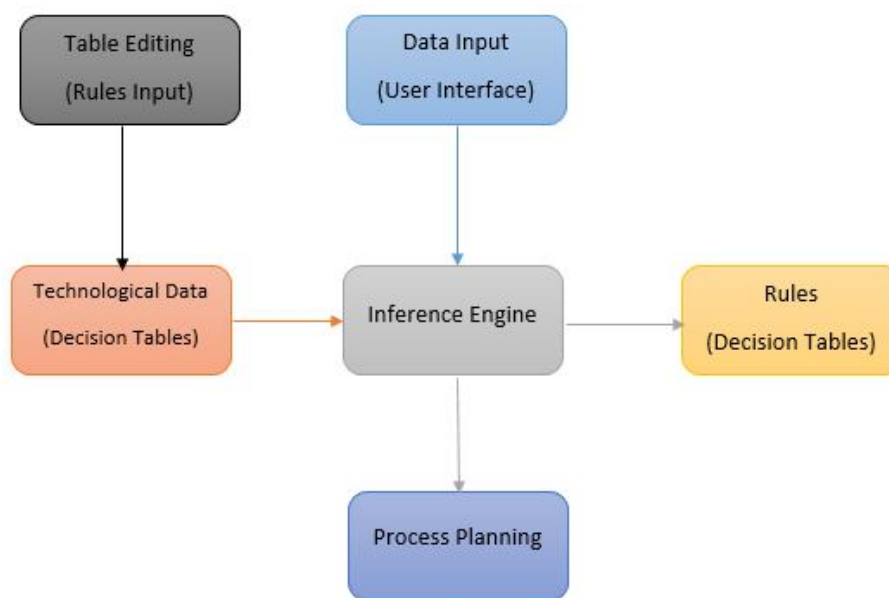 Table Editing
(Rules Input)
Data Input
(User Interface)
Technological Data
(Decision Tables)
Inference Engine
Rules
(Decision Tables)
Process Planning